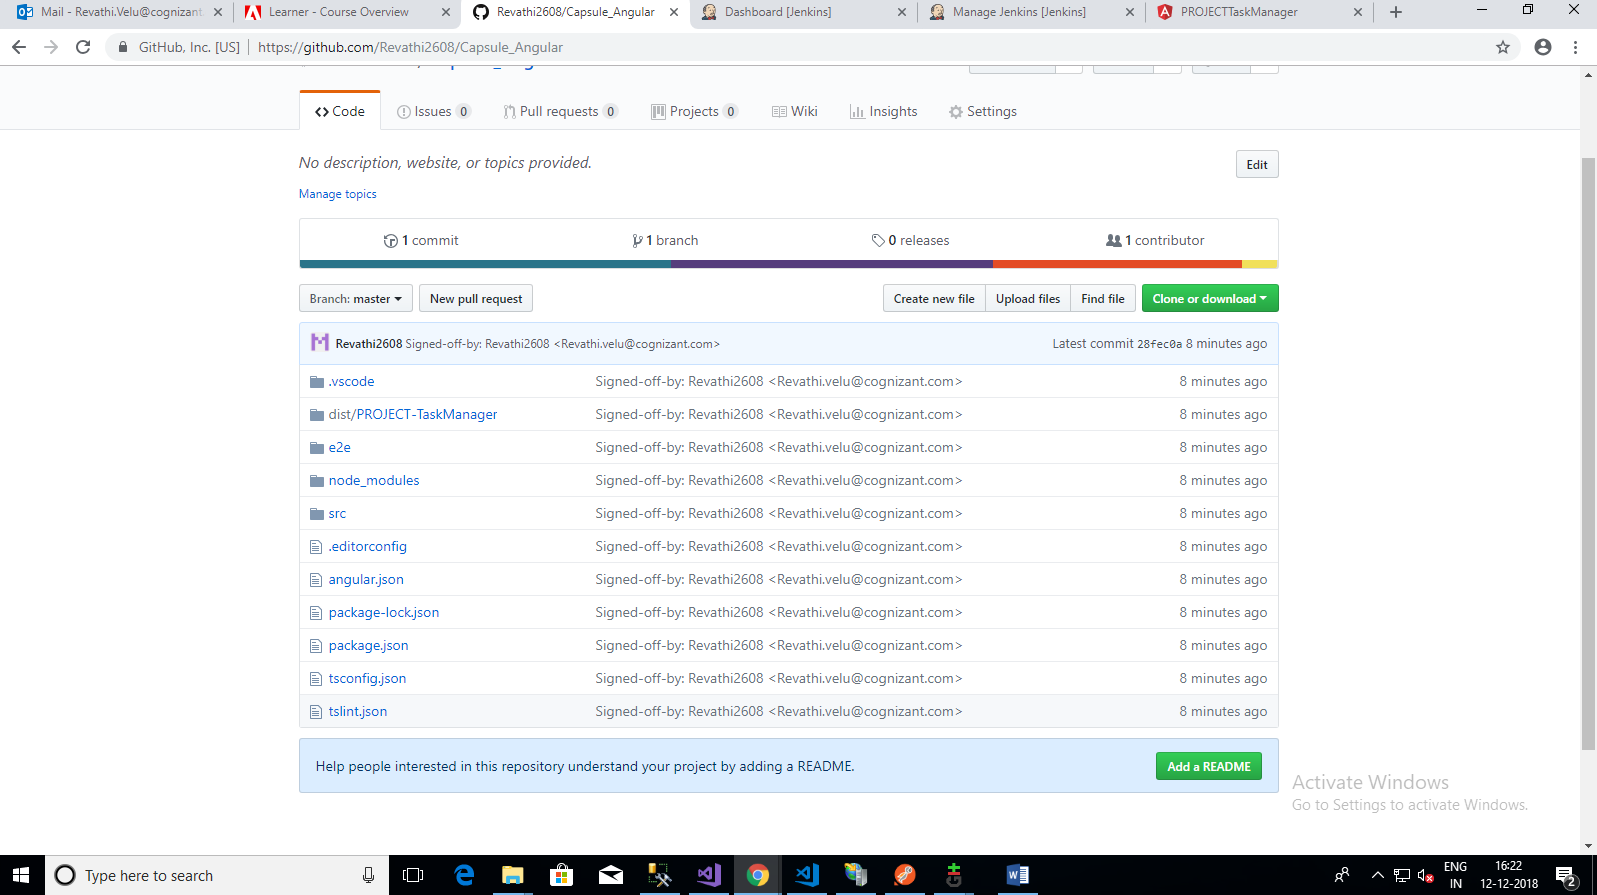 Mail - Revathi.Velu@cognizant.
Learner - Course Overview
Revathi2608/Capsule_Angular
Dashboard [Jenkins]
Manage Jenkins [Jenkins]
PROJECTTaskManager
GitHub, Inc. [US] https://github.com/Revathi2608/Capsule_Angular
Code
Issues 0
Pull requests 0
Projects 0
Wiki
Insights
Settings
No description, website, or topics provided.
Edit
Manage topics
1 commit
1 branch
0 releases
1 contributor
Branch: master
New pull request
Create new file
Upload files
Find file
Clone or download
Revathi2608 Signed-off-by: Revathi2608 <Revathi.velu@cognizant.com> Latest commit 28fec0a 8 minutes ago
.vscode Signed-off-by: Revathi2608 <Revathi.velu@cognizant.com> 8 minutes ago
dist/PROJECT-TaskManager Signed-off-by: Revathi2608 <Revathi.velu@cognizant.com> 8 minutes ago
e2e Signed-off-by: Revathi2608 <Revathi.velu@cognizant.com> 8 minutes ago
node_modules Signed-off-by: Revathi2608 <Revathi.velu@cognizant.com> 8 minutes ago
src Signed-off-by: Revathi2608 <Revathi.velu@cognizant.com> 8 minutes ago
.editorconfig Signed-off-by: Revathi2608 <Revathi.velu@cognizant.com> 8 minutes ago
angular.json Signed-off-by: Revathi2608 <Revathi.velu@cognizant.com> 8 minutes ago
package-lock.json Signed-off-by: Revathi2608 <Revathi.velu@cognizant.com> 8 minutes ago
package.json Signed-off-by: Revathi2608 <Revathi.velu@cognizant.com> 8 minutes ago
tsconfig.json Signed-off-by: Revathi2608 <Revathi.velu@cognizant.com> 8 minutes ago
tslint.json Signed-off-by: Revathi2608 <Revathi.velu@cognizant.com> 8 minutes ago
Help people interested in this repository understand your project by adding a README.
Add a README
Activate Windows
Go to Settings to activate Windows.
Type here to search
ENG
IN
16:22
12-12-2018
2